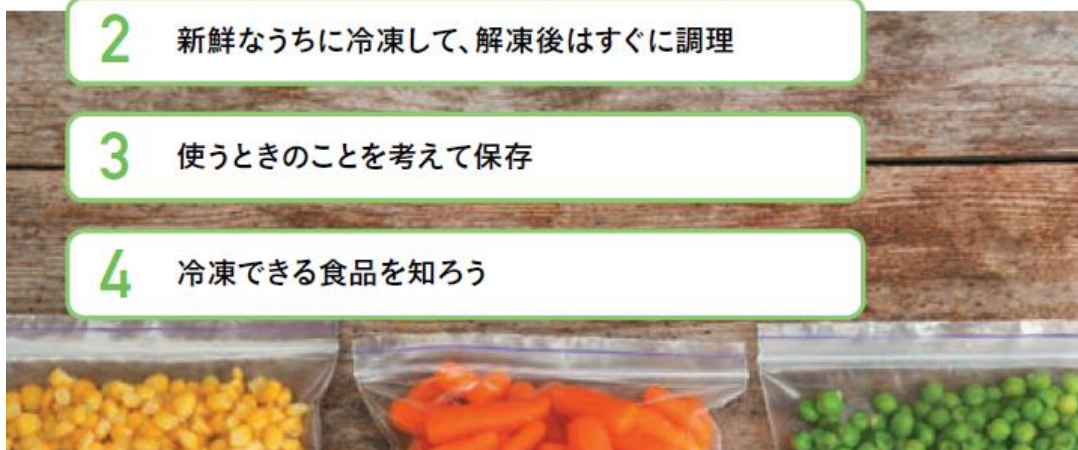 2 新鮮なうちに冷凍して、解凍後はすぐに調理
3 使うときのことを考えて保存
4 冷凍できる食品を知ろう